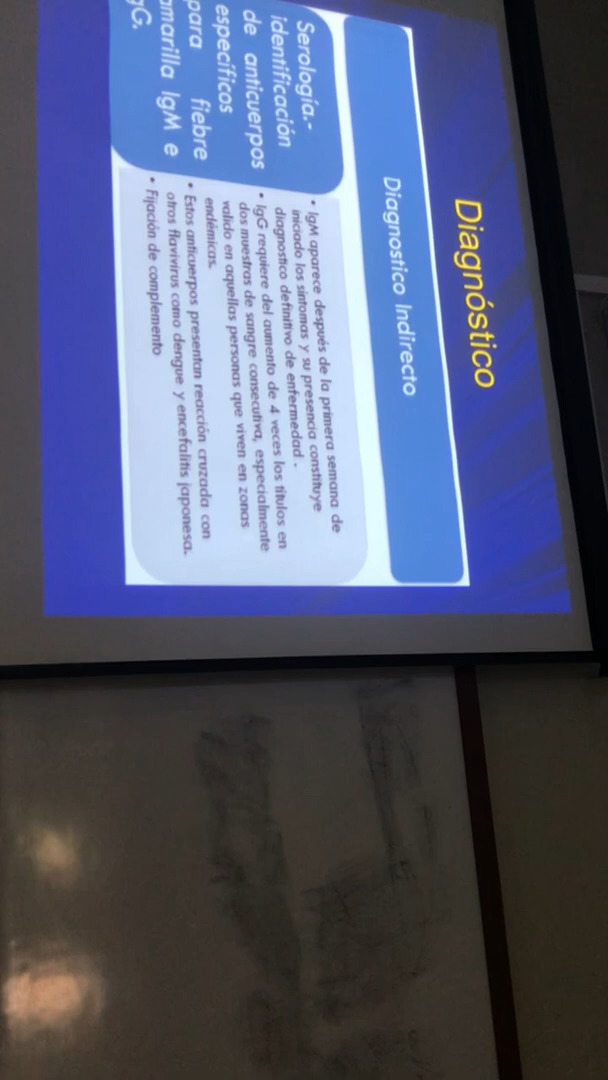 Diagnóstico
Diagnostico Indirecto
Serología.-
identificación
de anticuerpos
específicos
para fiebre
amarilla IgM e
gG.
• IgM aparece después de la primera semana de
iniciado los sintomas y su presencia constituye
diagnostico definitivo de enfermedad .
• IgG requiere del aumento de 4 veces los títulos en
dos muestras de sangre consecutiva, especialmente
valido en aquellas personas que viven en zonas
endémicas.
• Estos anticuerpos presentan reacción cruzada con
otros flavivirus como dengue y encefalitis japonesa.
• Fijación de complemento